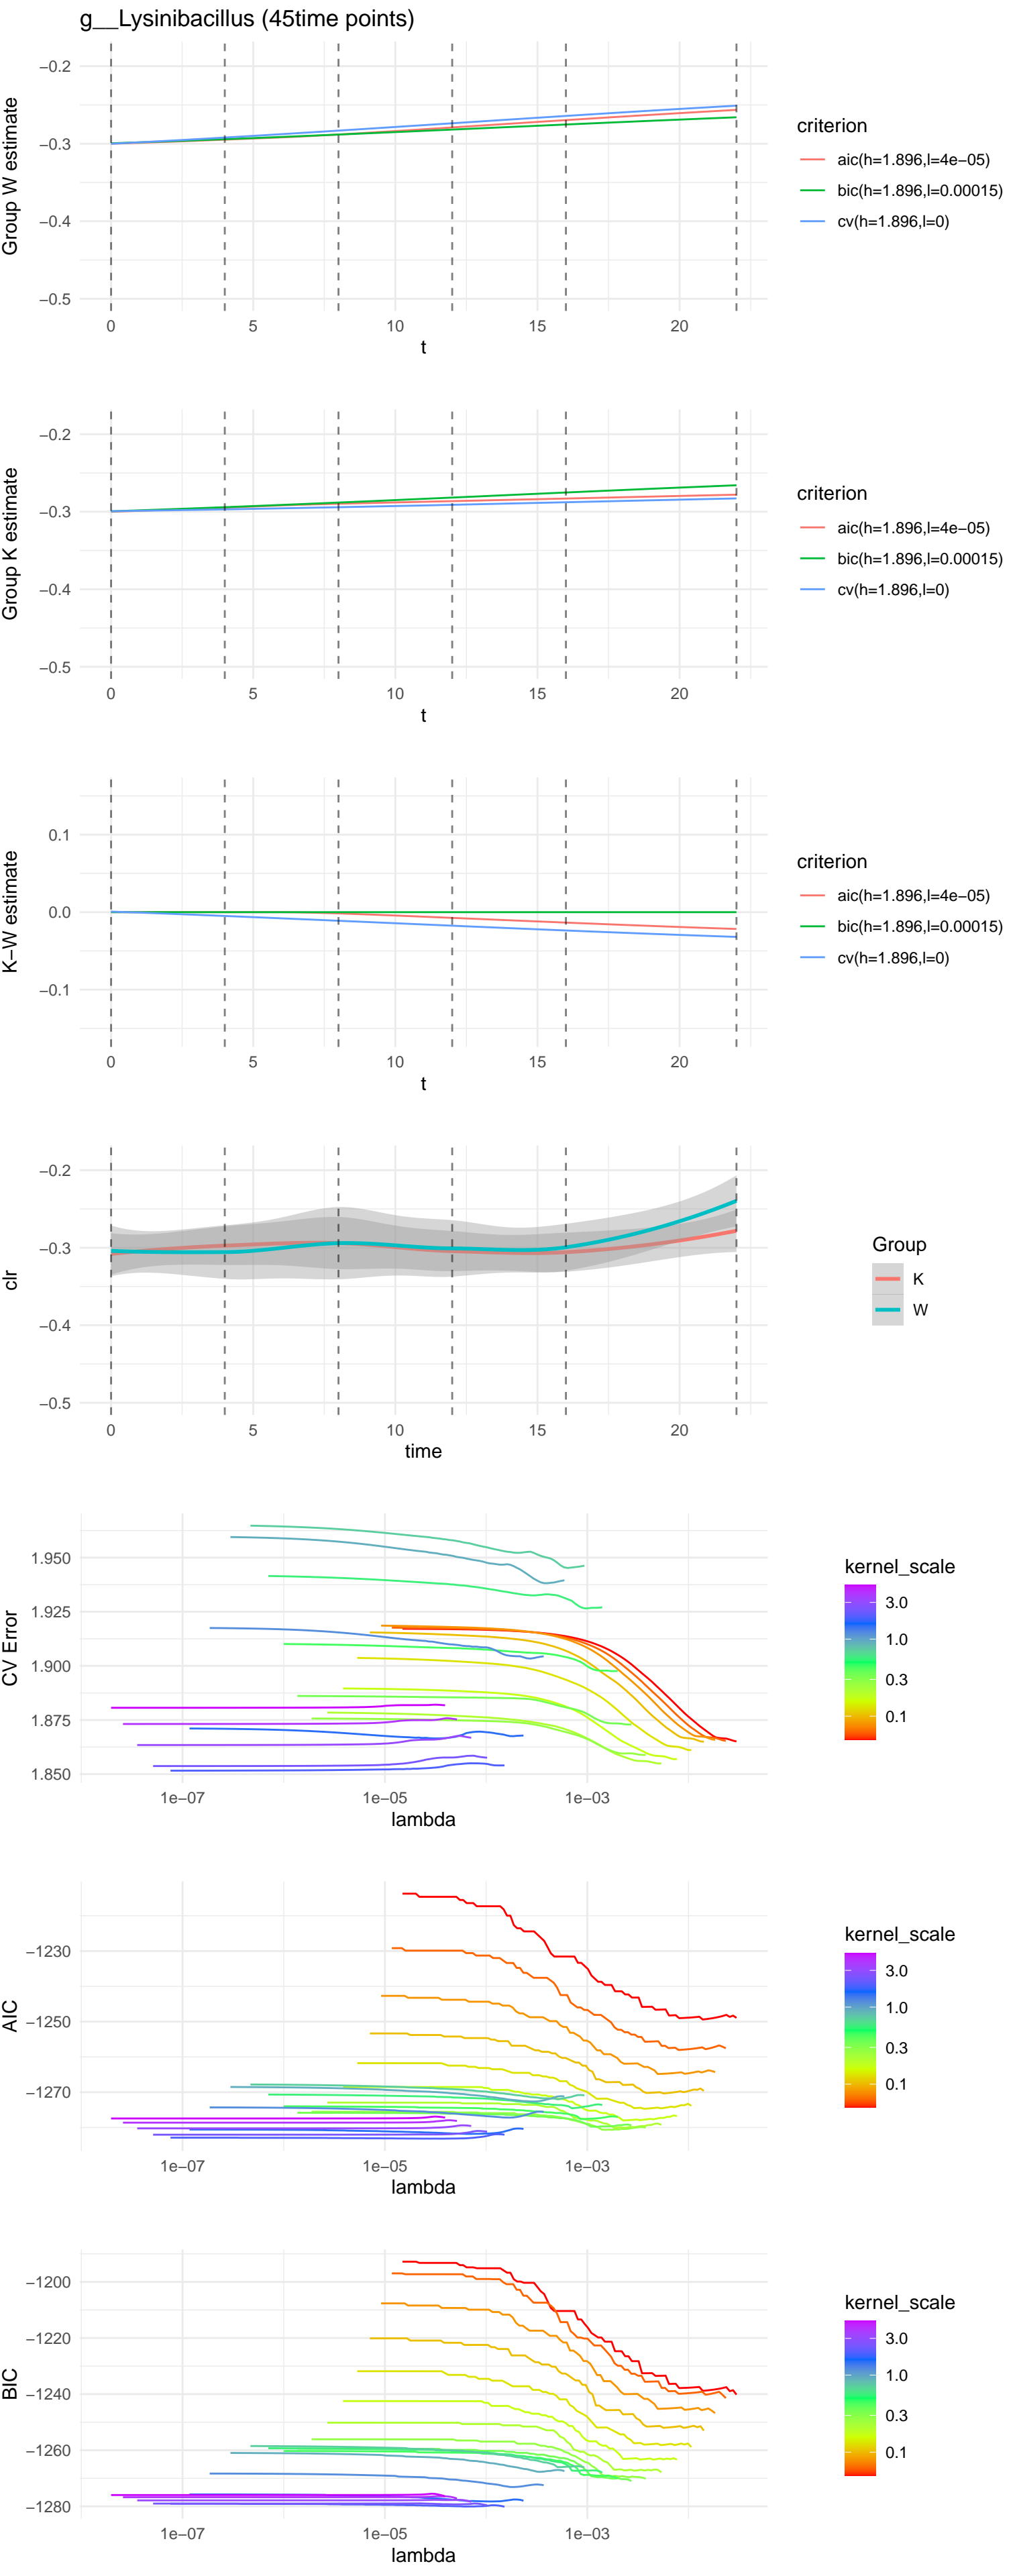 g__Lysinibacillus (45time points)
Group W estimate
−0.2
−0.3
−0.4
−0.5
0 5 10 15 20
t
criterion
aic(h=1.896,l=4e−05)
bic(h=1.896,l=0.00015)
cv(h=1.896,l=0)
Group K estimate
−0.2
−0.3
−0.4
−0.5
0 5 10 15 20
t
criterion
aic(h=1.896,l=4e−05)
bic(h=1.896,l=0.00015)
cv(h=1.896,l=0)
K−W estimate
0.1
0.0
−0.1
0 5 10 15 20
t
criterion
aic(h=1.896,l=4e−05)
bic(h=1.896,l=0.00015)
cv(h=1.896,l=0)
clr
−0.2
−0.3
−0.4
−0.5
0 5 10 15 20
time
Group
K
W
CV Error
1.950
1.925
1.900
1.875
1.850
1e−07 1e−05 1e−03
lambda
kernel_scale
3.0
1.0
0.3
0.1
AIC
−1230
−1250
−1270
1e−07 1e−05 1e−03
lambda
kernel_scale
3.0
1.0
0.3
0.1
BIC
−1200
−1220
−1240
−1260
−1280
1e−07 1e−05 1e−03
lambda
kernel_scale
3.0
1.0
0.3
0.1